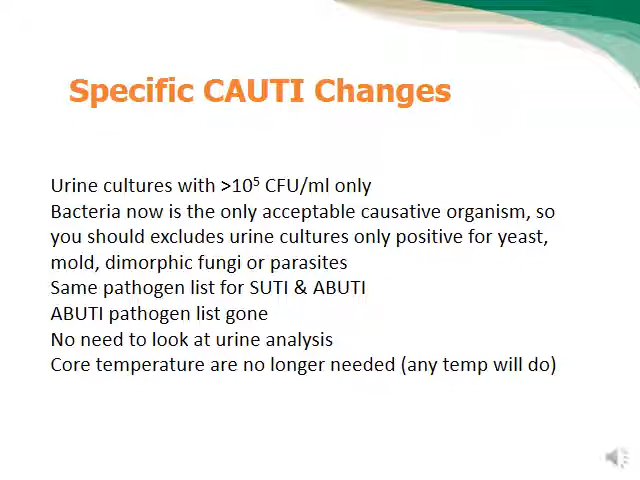 Specific CAUTI Changes
Urine cultures with >10⁵ CFU/ml only
Bacteria now is the only acceptable causative organism, so
you should excludes urine cultures only positive for yeast,
mold, dimorphic fungi or parasites
Same pathogen list for SUTI & ABUTI
ABUTI pathogen list gone
No need to look at urine analysis
Core temperature are no longer needed (any temp will do)